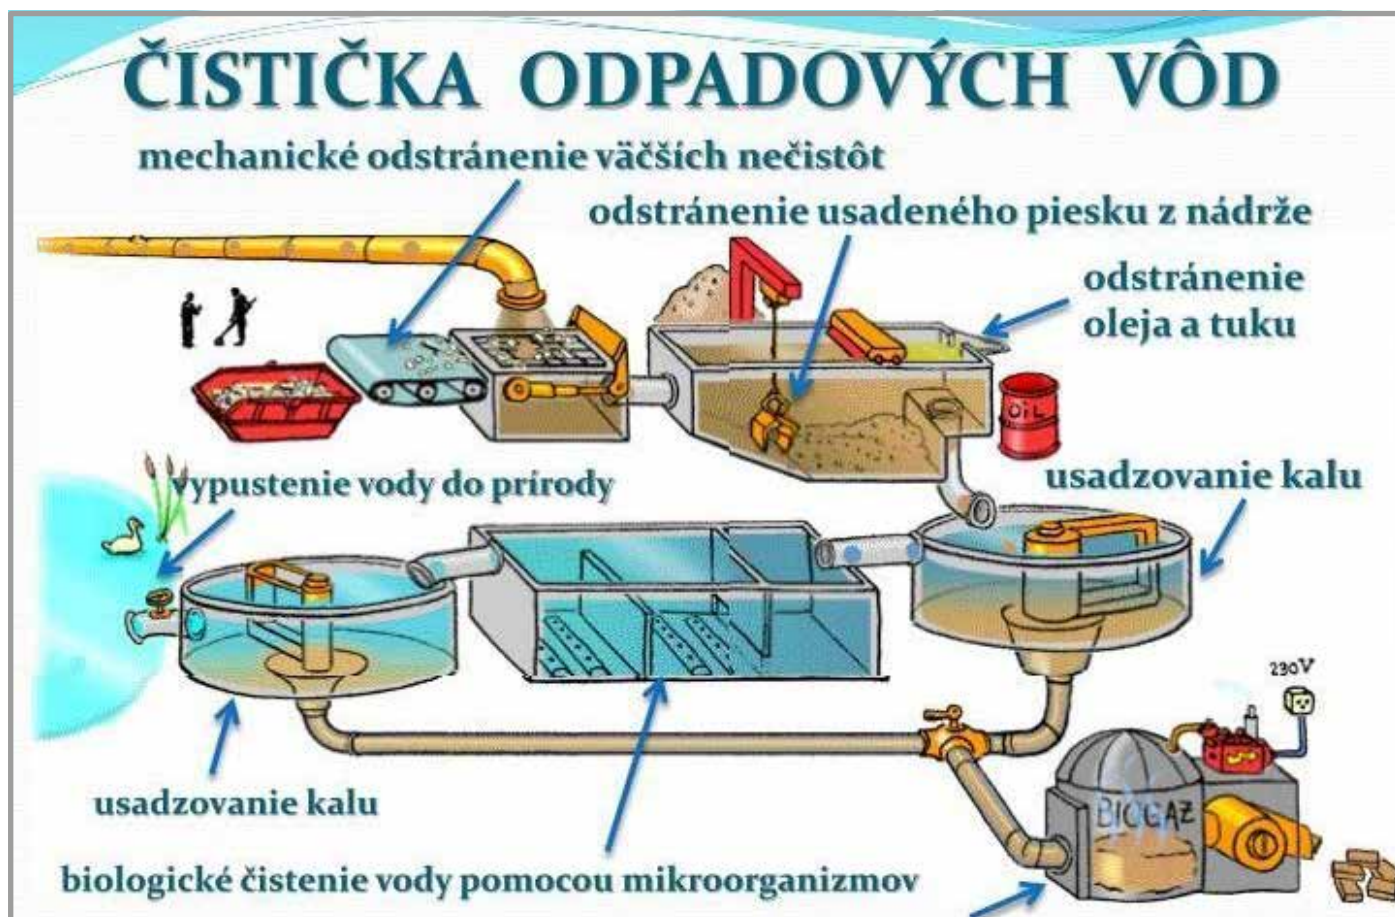 ČISTIČKA ODPADOVÝCH VÔD
mechanické odstránenie väčších nečistôt
odstránenie usadeného piesku z nádrže
odstránenie
oleja a tuku
OIL
usadzovanie kalu
vypustenie vody do prírody
230V
usadzovanie kalu
BIOGAZ
biologické čistenie vody pomocou mikroorganizmov